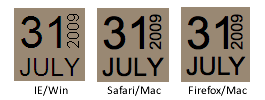 31 2009
JULY
IE/Win
31 2009
JULY
Safari/Mac
31 2009
JULY
Firefox/Mac